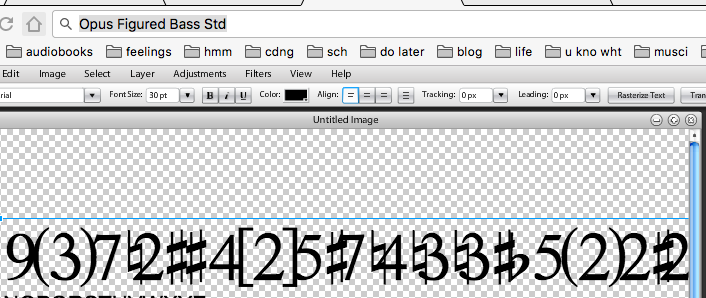 Opus Figured Bass Std
audiobooks feelings hmm cdng sch do later blog life u kno wht musci
Edit Image Select Layer Adjustments Filters View Help
rial Font Size: 30 pt B i U Color: Align: Tracking: 0 px Leading: 0 px Rasterize Text Tran
Untitled Image
9(3)7♮2♯♯4[2]5♯7♮4♮3♮3♮♭5(2)2♯2